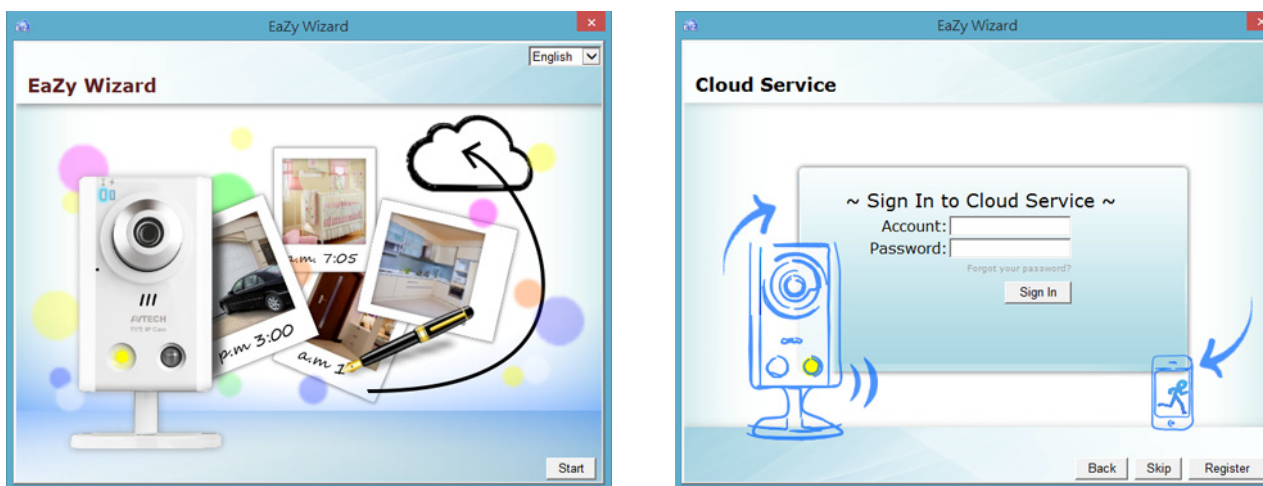 EaZy Wizard
English
EaZy Wizard
a.m. 7:05
p.m 3:00
a.m 1
AVTECH
Start
EaZy Wizard
Cloud Service
~ Sign In to Cloud Service ~
Account:
Password:
Forgot your password?
Sign In
Back Skip Register